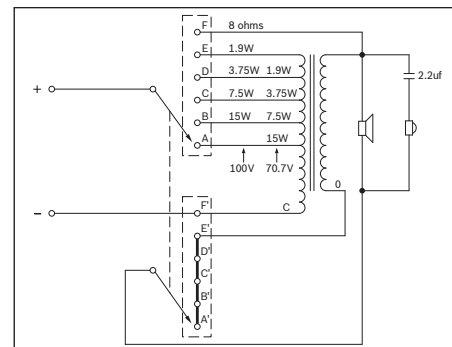 F 8 ohms
E 1.9W
D 3.75W 1.9W
C 7.5W 3.75W
B 15W 7.5W
A 15W
100V 70.7V
+
−
2.2uf
0
C
F'
E'
D'
C'
B'
A'